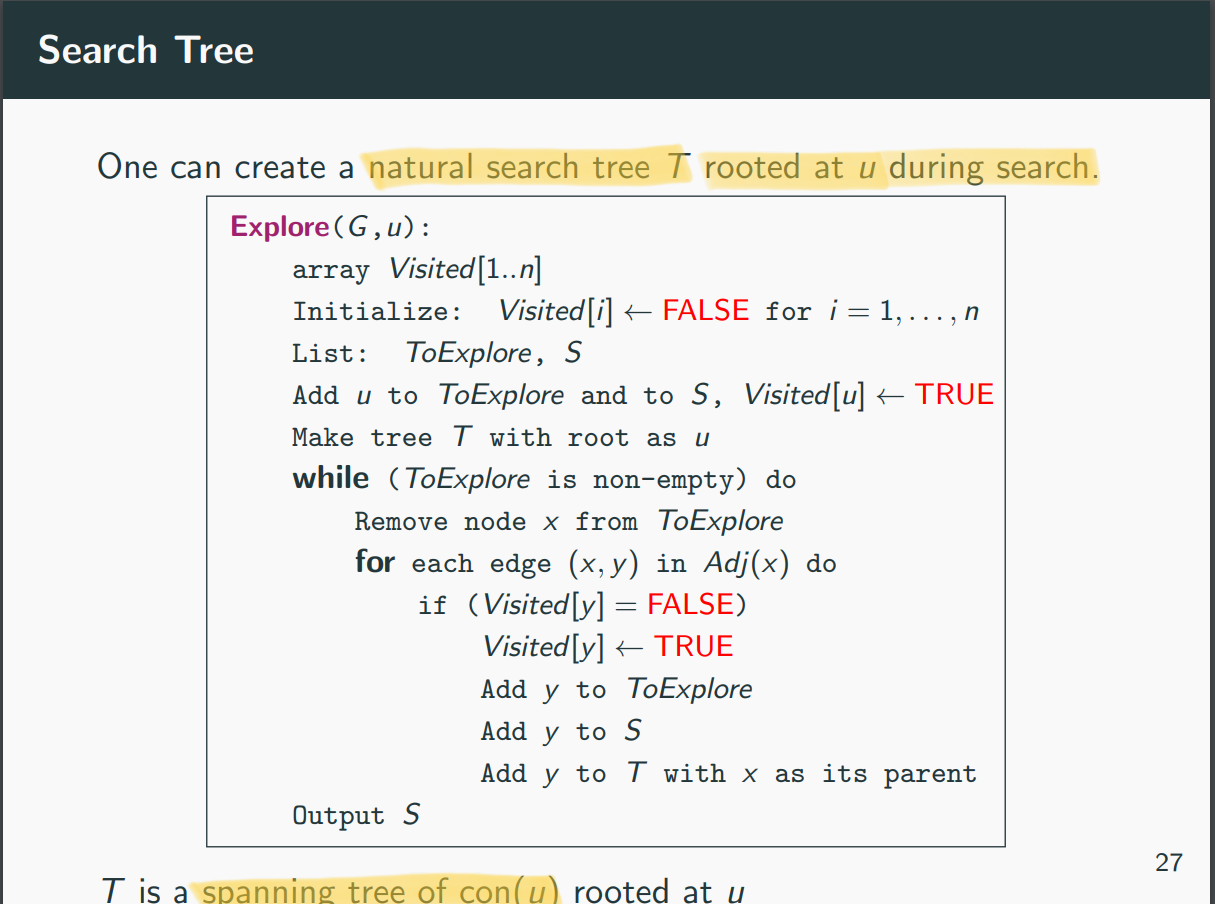 Search Tree
One can create a natural search tree T rooted at u during search.
Explore(G,u):
array Visited[1..n]
Initialize: Visited[i] ← FALSE for i = 1, . . . , n
List: ToExplore, S
Add u to ToExplore and to S, Visited[u] ← TRUE
Make tree T with root as u
while (ToExplore is non-empty) do
Remove node x from ToExplore
for each edge (x, y) in Adj(x) do
if (Visited[y] = FALSE)
Visited[y] ← TRUE
Add y to ToExplore
Add y to S
Add y to T with x as its parent
Output S
27
T is a spanning tree of con(u) rooted at u